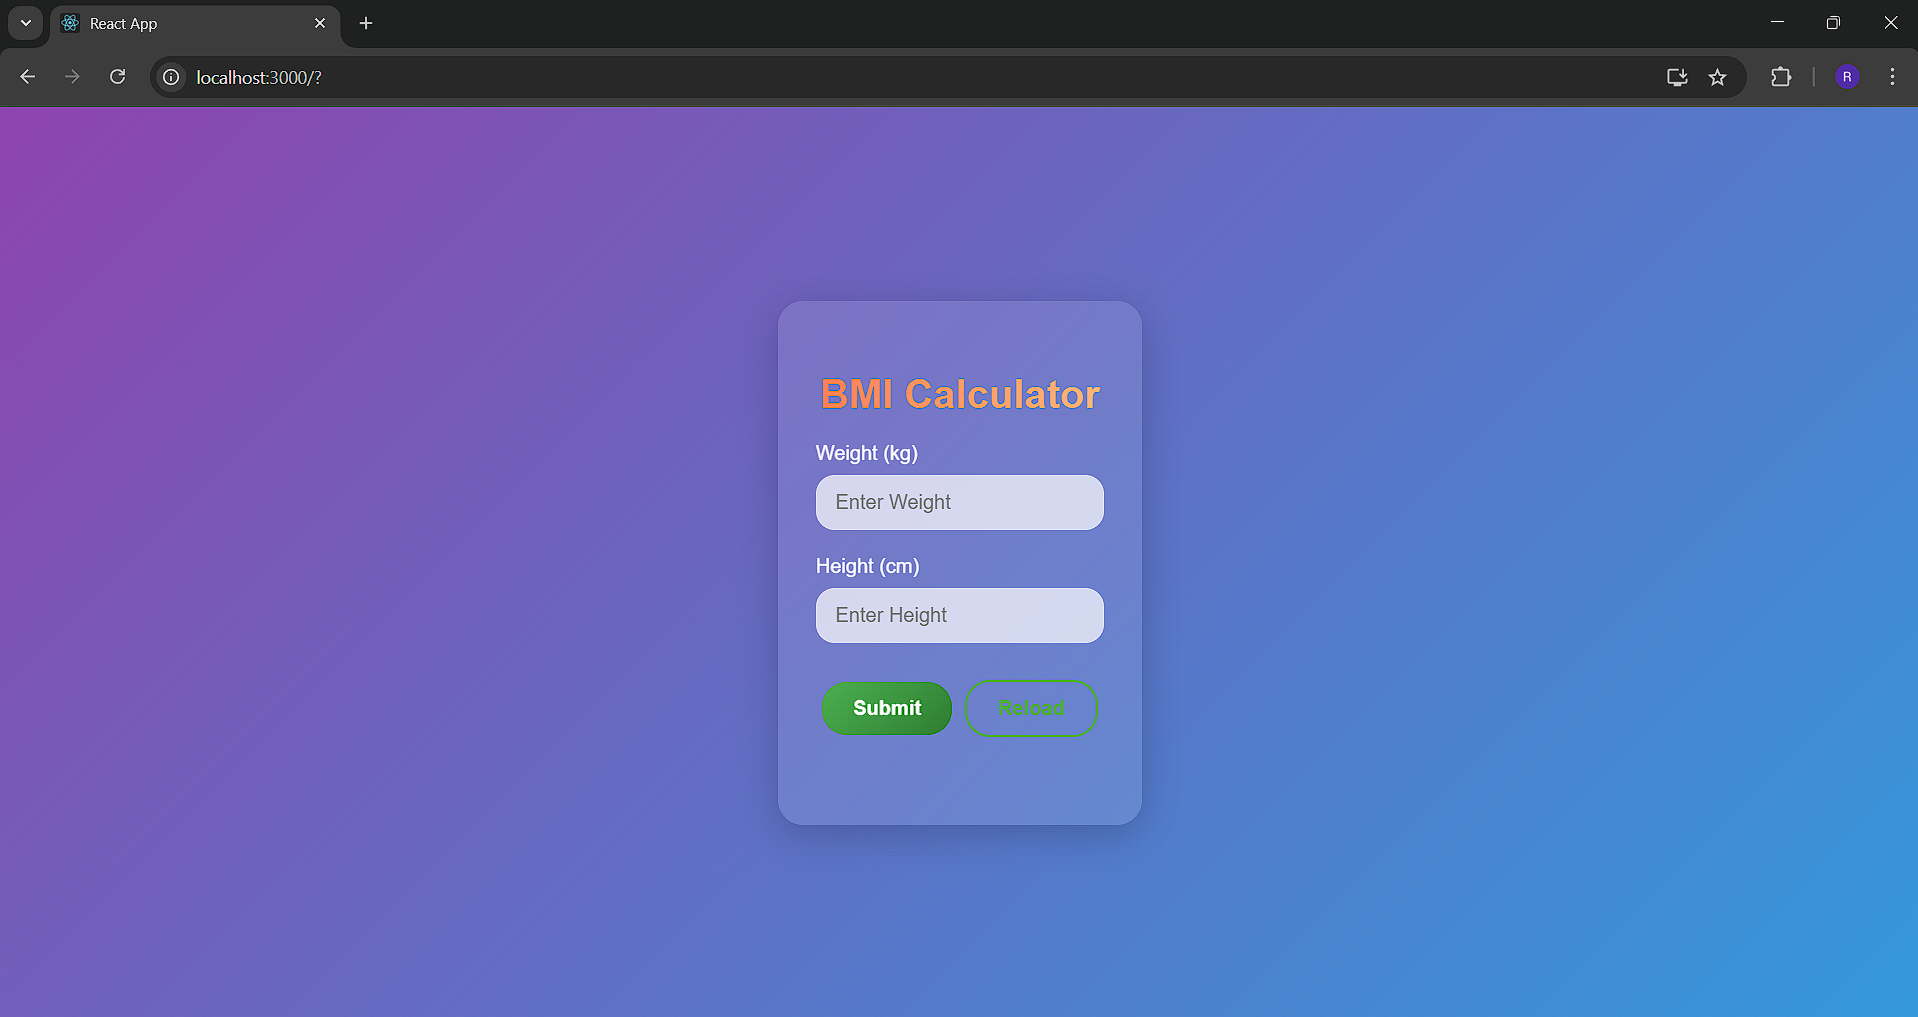 React App
localhost:3000/?
R
BMI Calculator
Weight (kg)
Enter Weight
Height (cm)
Enter Height
Submit Reload